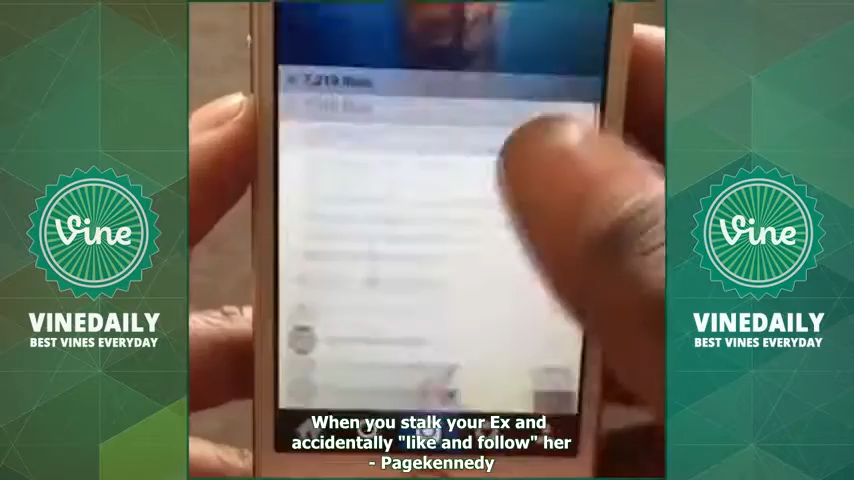 Vine
VINEDAILY
BEST VINES EVERYDAY
Vine
VINEDAILY
BEST VINES EVERYDAY
When you stalk your Ex and
accidentally "like and follow" her
- Pagekennedy